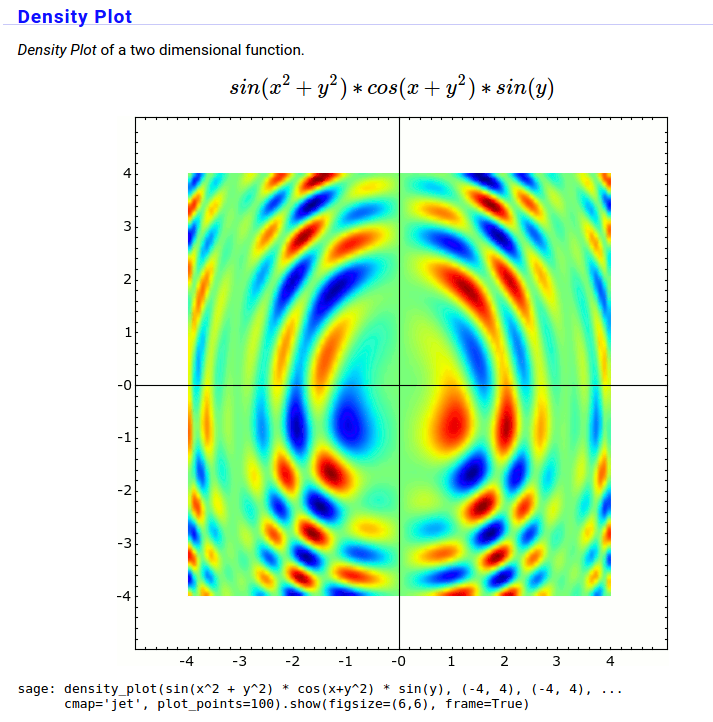 Density Plot
Density Plot of a two dimensional function.
sin(x² + y²) * cos(x + y²) * sin(y)
4
3
2
1
-0
-1
-2
-3
-4
-4 -3 -2 -1 -0 1 2 3 4
sage: density_plot(sin(x^2 + y^2) * cos(x+y^2) * sin(y), (-4, 4), (-4, 4), ...
cmap='jet', plot_points=100).show(figsize=(6,6), frame=True)